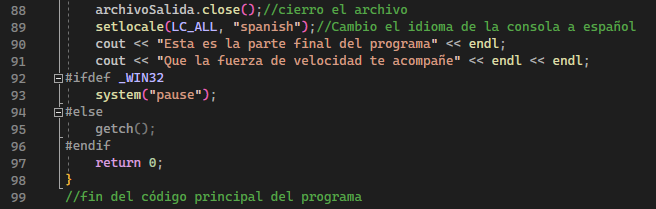 88 archivoSalida.close();//cierro el archivo
89 setlocale(LC_ALL, "spanish");//Cambio el idioma de la consola a español
90 cout << "Esta es la parte final del programa" << endl;
91 cout << "Que la fuerza de velocidad te acompañe" << endl << endl;
92 #ifdef _WIN32
93 system("pause");
94 #else
95 getch();
96 #endif
97 return 0;
98 }
99 //fin del código principal del programa